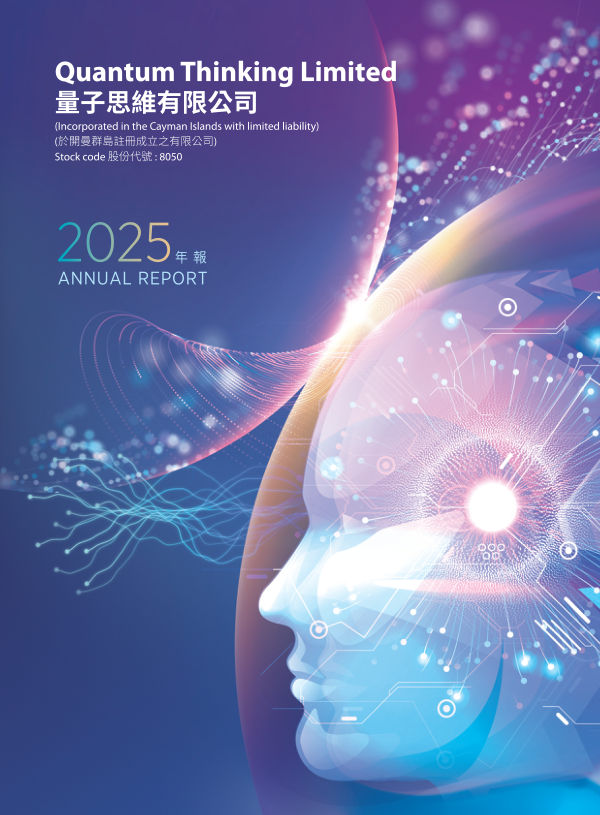 Quantum Thinking Limited
量子思維有限公司
(Incorporated in the Cayman Islands with limited liability)
(於開曼群島註冊成立之有限公司)
Stock code 股份代號 : 8050
2025 年 報
ANNUAL REPORT